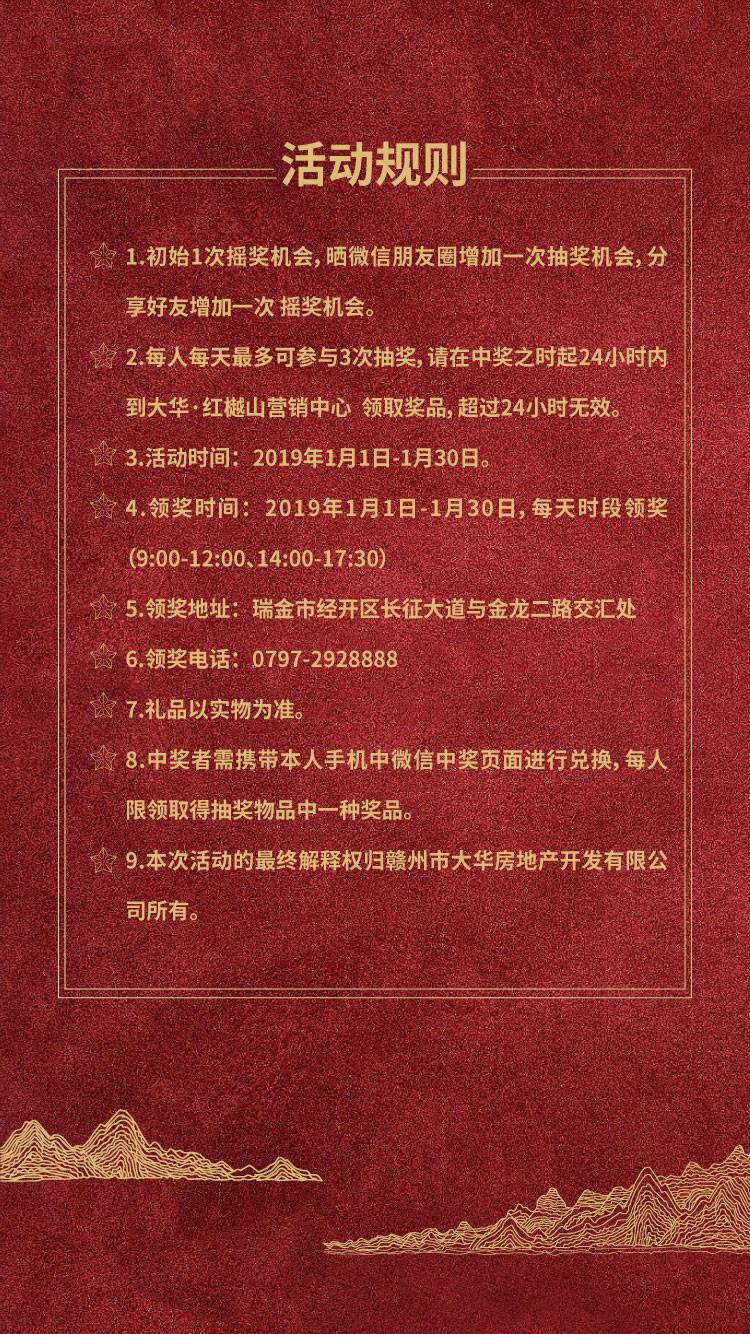 活动规则
1.初始1次摇奖机会,晒微信朋友圈增加一次抽奖机会,分
享好友增加一次 摇奖机会。
2.每人每天最多可参与3次抽奖,请在中奖之时起24小时内
到大华·红樾山营销中心 领取奖品,超过24小时无效。
3.活动时间：2019年1月1日-1月30日。
4.领奖时间：2019年1月1日-1月30日,每天时段领奖
(9:00-12:00、14:00-17:30)
5.领奖地址：瑞金市经开区长征大道与金龙二路交汇处
6.领奖电话：0797-2928888
7.礼品以实物为准。
8.中奖者需携带本人手机中微信中奖页面进行兑换,每人
限领取得抽奖物品中一种奖品。
9.本次活动的最终解释权归赣州市大华房地产开发有限公
司所有。